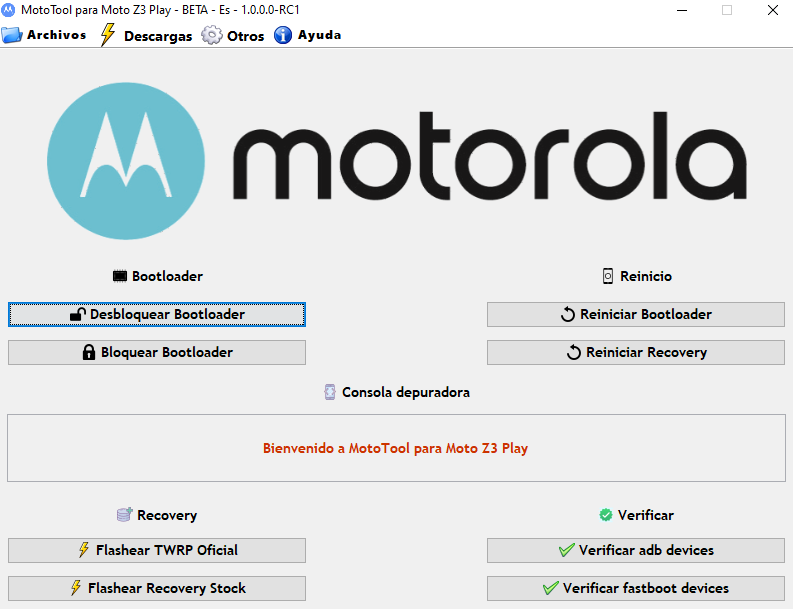 MotoTool para Moto Z3 Play - BETA - Es - 1.0.0.0-RC1
Archivos Descargas Otros Ayuda
motorola
Bootloader
Reinicio
Desbloquear Bootloader
Reiniciar Bootloader
Bloquear Bootloader
Reiniciar Recovery
Consola depuradora
Bienvenido a MotoTool para Moto Z3 Play
Recovery
Verificar
Flashear TWRP Oficial
Verificar adb devices
Flashear Recovery Stock
Verificar fastboot devices